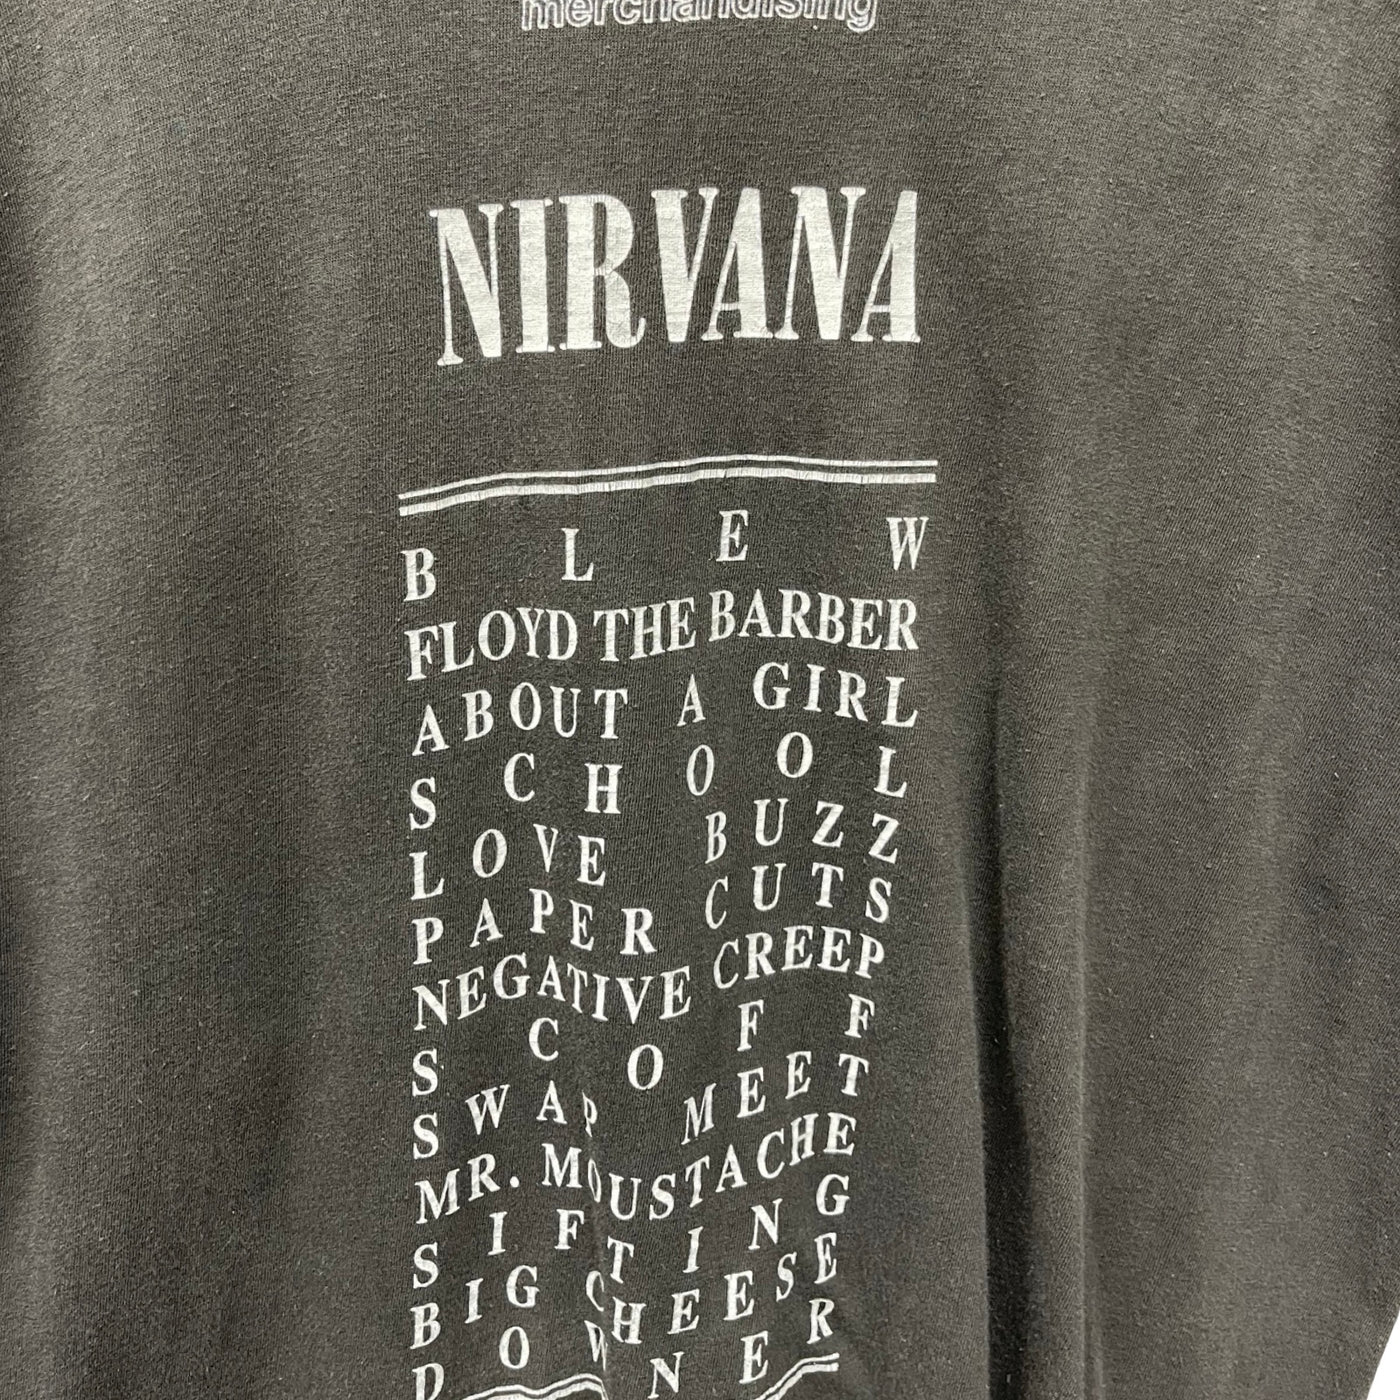 merchandising
NIRVANA
BLEW
FLOYD THE BARBER
ABOUT A GIRL
SCHOOL
LOVE BUZZ
PAPER CUTS
NEGATIVE CREEP
SCOFF
SWAP MEET
MR. MOUSTACHE
SIFTING
BIG CHEESE
DOWNER